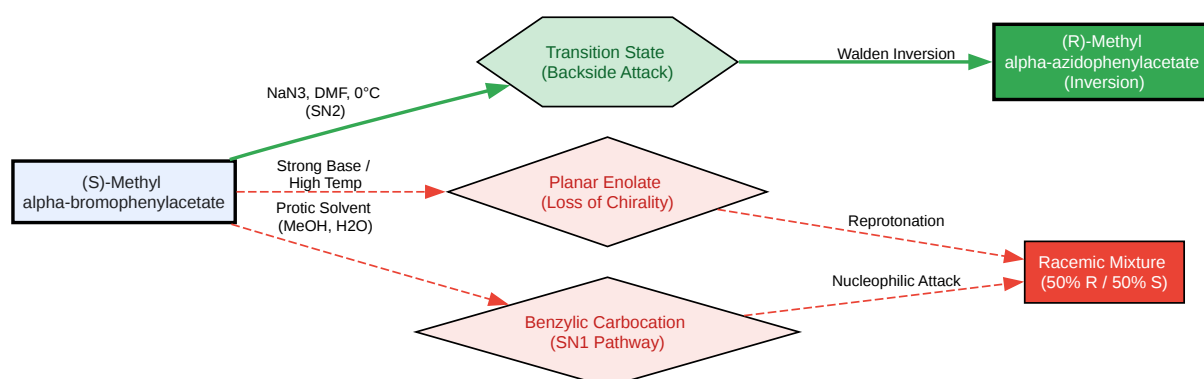 Transition State
(Backside Attack)
Walden Inversion
(R)-Methyl
alpha-azidophenylacetate
(Inversion)
NaN3, DMF, 0°C
(SN2)
(S)-Methyl
alpha-bromophenylacetate
Strong Base /
High Temp
Planar Enolate
(Loss of Chirality)
Reprotonation
Protic Solvent
(MeOH, H2O)
Racemic Mixture
(50% R / 50% S)
Nucleophilic Attack
Benzylic Carbocation
(SN1 Pathway)